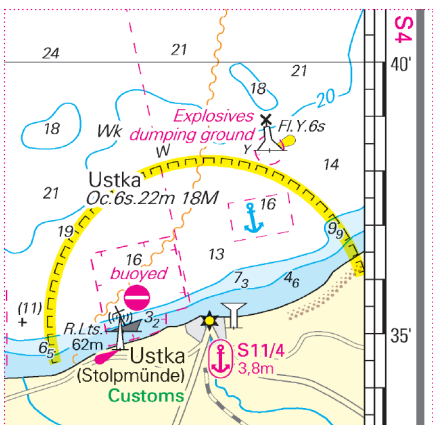 S4
24
21
40'
21
18
20
Explosives
dumping ground
Fl.Y.6s
18
Wk
W
Y
14
Ustka
Oc.6s.22m 18M
21
16
19
9₉
13
16
buoyed
7₃
4₆
(11)
3₂
R.Lts.
62m
35'
6₅
Ustka
(Stolpmünde)
Customs
S11/4
3,8m